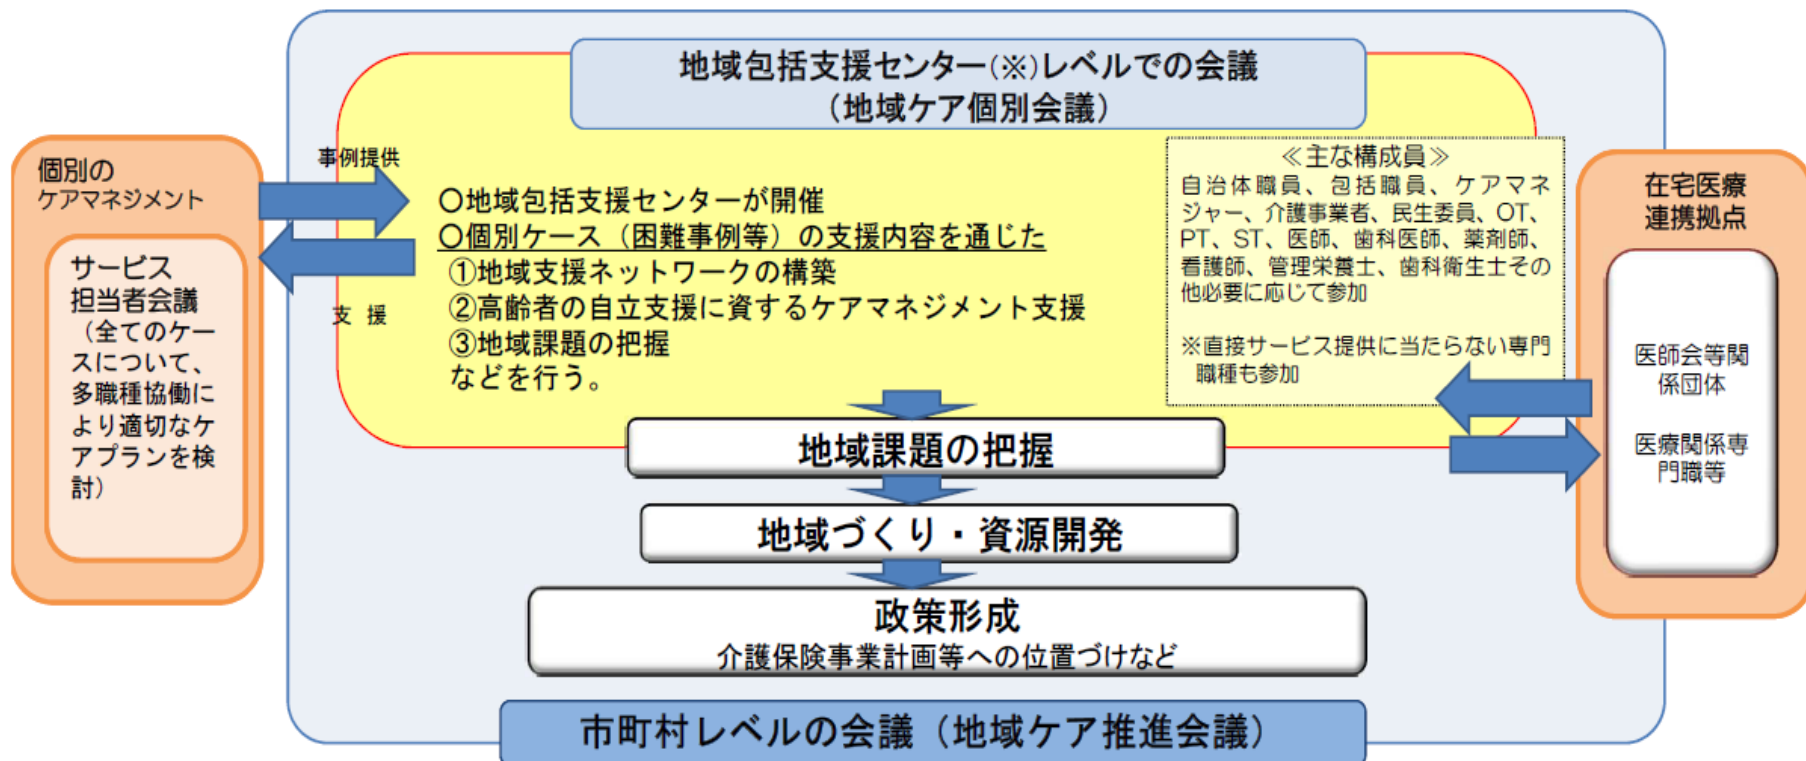 地域包括支援センター(※)レベルでの会議
（地域ケア個別会議）
個別の
ケアマネジメント
サービス
担当者会議
（全てのケー
スについて、
多職種協働に
より適切なケ
アプランを検
討）
事例提供
支 援
〇地域包括支援センターが開催
〇個別ケース（困難事例等）の支援内容を通じた
①地域支援ネットワークの構築
②高齢者の自立支援に資するケアマネジメント支援
③地域課題の把握
などを行う。
≪主な構成員≫
自治体職員、包括職員、ケアマネ
ジャー、介護事業者、民生委員、OT、
PT、ST、医師、歯科医師、薬剤師、
看護師、管理栄養士、歯科衛生士その
他必要に応じて参加
※直接サービス提供に当たらない専門
職種も参加
在宅医療
連携拠点
医師会等関
係団体
医療関係専
門職等
地域課題の把握
地域づくり・資源開発
政策形成
介護保険事業計画等への位置づけなど
市町村レベルの会議（地域ケア推進会議）